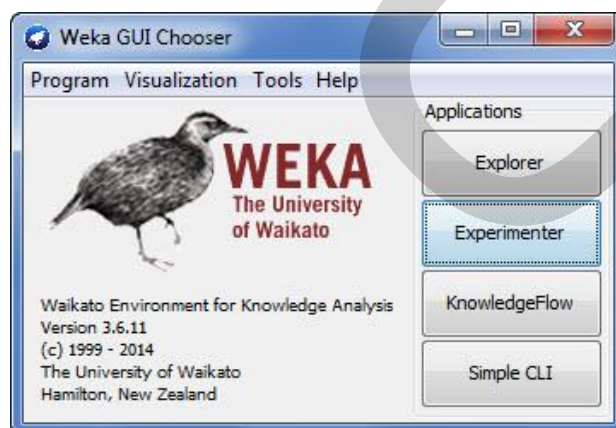 Weka GUI Chooser
Program Visualization Tools Help
WEKA
The University
of Waikato
Waikato Environment for Knowledge Analysis
Version 3.6.11
(c) 1999 - 2014
The University of Waikato
Hamilton, New Zealand
Applications
Explorer
Experimenter
KnowledgeFlow
Simple CLI